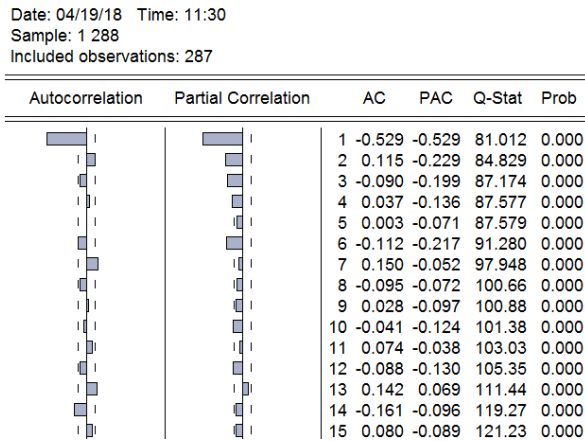 Date: 04/19/18 Time: 11:30
Sample: 1 288
Included observations: 287
Autocorrelation Partial Correlation AC PAC Q-Stat Prob
1 -0.529 -0.529 81.012 0.000
2 0.115 -0.229 84.829 0.000
3 -0.090 -0.199 87.174 0.000
4 0.037 -0.136 87.577 0.000
5 0.003 -0.071 87.579 0.000
6 -0.112 -0.217 91.280 0.000
7 0.150 -0.052 97.948 0.000
8 -0.095 -0.072 100.66 0.000
9 0.028 -0.097 100.88 0.000
10 -0.041 -0.124 101.38 0.000
11 0.074 -0.038 103.03 0.000
12 -0.088 -0.130 105.35 0.000
13 0.142 0.069 111.44 0.000
14 -0.161 -0.096 119.27 0.000
15 0.080 -0.089 121.23 0.000